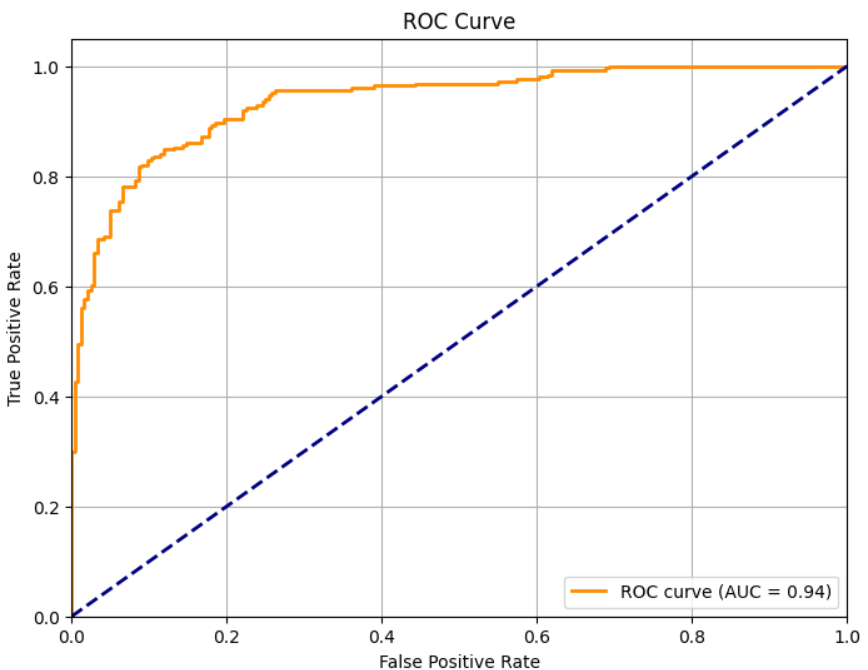 ROC Curve
1.0
0.8
0.6
0.4
0.2
0.0
True Positive Rate
0.0 0.2 0.4 0.6 0.8 1.0
False Positive Rate
ROC curve (AUC = 0.94)